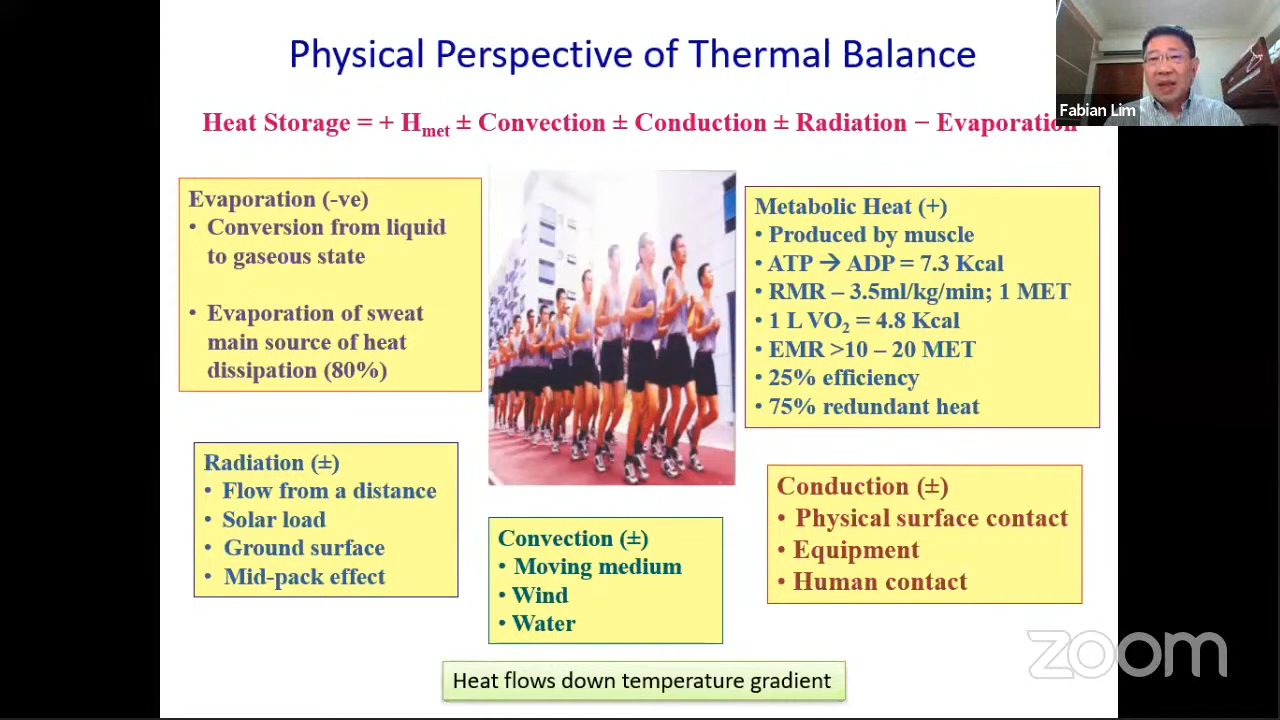 Physical Perspective of Thermal Balance
Fabian Lim
Heat Storage = + Hmet ± Convection ± Conduction ± Radiation − Evaporation
Evaporation (-ve)
• Conversion from liquid
to gaseous state
• Evaporation of sweat
main source of heat
dissipation (80%)
Metabolic Heat (+)
• Produced by muscle
• ATP → ADP = 7.3 Kcal
• RMR – 3.5ml/kg/min; 1 MET
• 1 L VO2 = 4.8 Kcal
• EMR >10 – 20 MET
• 25% efficiency
• 75% redundant heat
Radiation (±)
• Flow from a distance
• Solar load
• Ground surface
• Mid-pack effect
Convection (±)
• Moving medium
• Wind
• Water
Conduction (±)
• Physical surface contact
• Equipment
• Human contact
zoom
Heat flows down temperature gradient